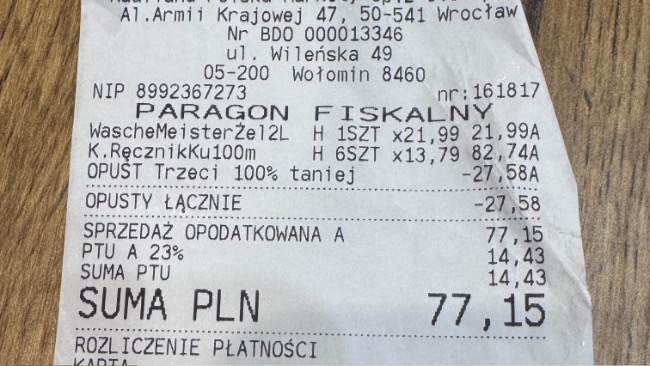 Al.Armii Krajowej 47, 50-541 Wrocław
Nr BDO 000013346
ul. Wileńska 49
05-200 Wołomin 8460
NIP 8992367273 nr:161817
PARAGON FISKALNY
WascheMeisterŻel2L H 1SZT x21,99 21,99A
K.RęcznikKu100m H 6SZT x13,79 82,74A
OPUST Trzeci 100% taniej -27,58A
OPUSTY ŁĄCZNIE -27,58
SPRZEDAŻ OPODATKOWANA A 77,15
PTU A 23% 14,43
SUMA PTU 14,43
SUMA PLN 77,15
ROZLICZENIE PŁATNOŚCI